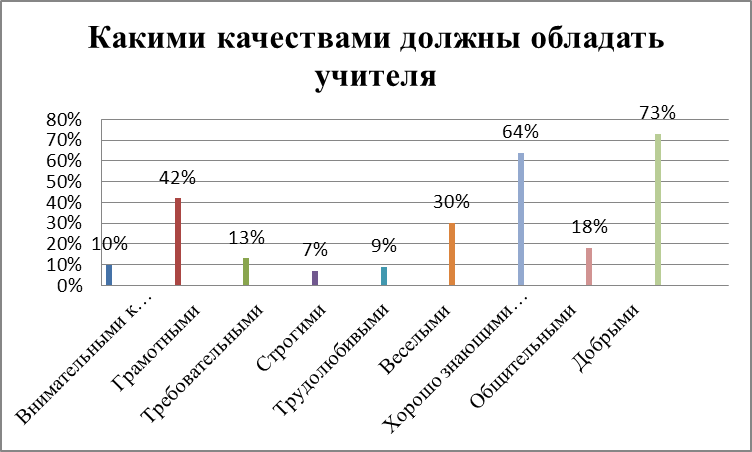 Какими качествами должны обладать
учителя
80%
70%
60%
50%
40%
30%
20%
10%
0%
10%
42%
13%
7%
9%
30%
64%
18%
73%
Внимательными к…
Грамотными
Требовательными
Строгими
Трудолюбивыми
Веселыми
Хорошо знающими…
Общительными
Добрыми